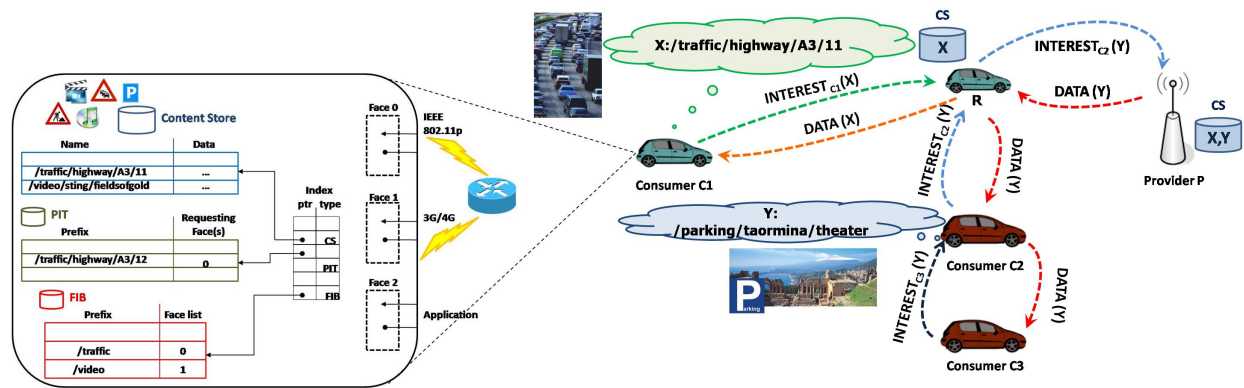 Content Store
Name Data
/traffic/highway/A3/11 ...
/video/sting/fieldsofgold ...
PIT
Prefix Requesting Face(s)
/traffic/highway/A3/12 0
FIB
Prefix Face list
/traffic 0
/video 1
Index
ptr type
CS
PIT
FIB
Face 0
IEEE
802.11p
Face 1
3G/4G
Face 2
Application
P
X:/traffic/highway/A3/11
CS
X
INTEREST C1(X)
DATA (X)
R
INTERESTC2 (Y)
DATA (Y)
CS
X,Y
Provider P
Consumer C1
INTERESTC2 (Y)
DATA (Y)
Y:
/parking/taormina/theater
Consumer C2
P
Parking
INTERESTC3 (Y)
DATA (Y)
Consumer C3